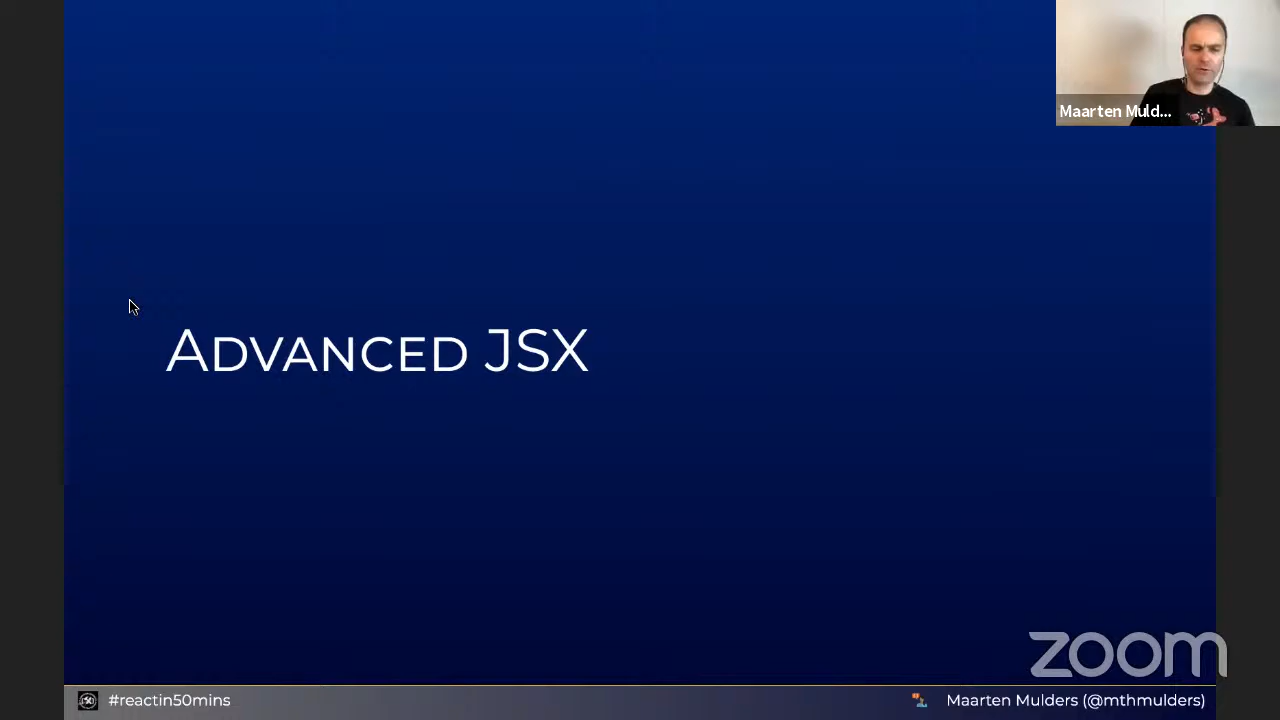 Maarten Muld...
Advanced JSX
zoom
#reactin50mins
Maarten Mulders (@mthmulders)